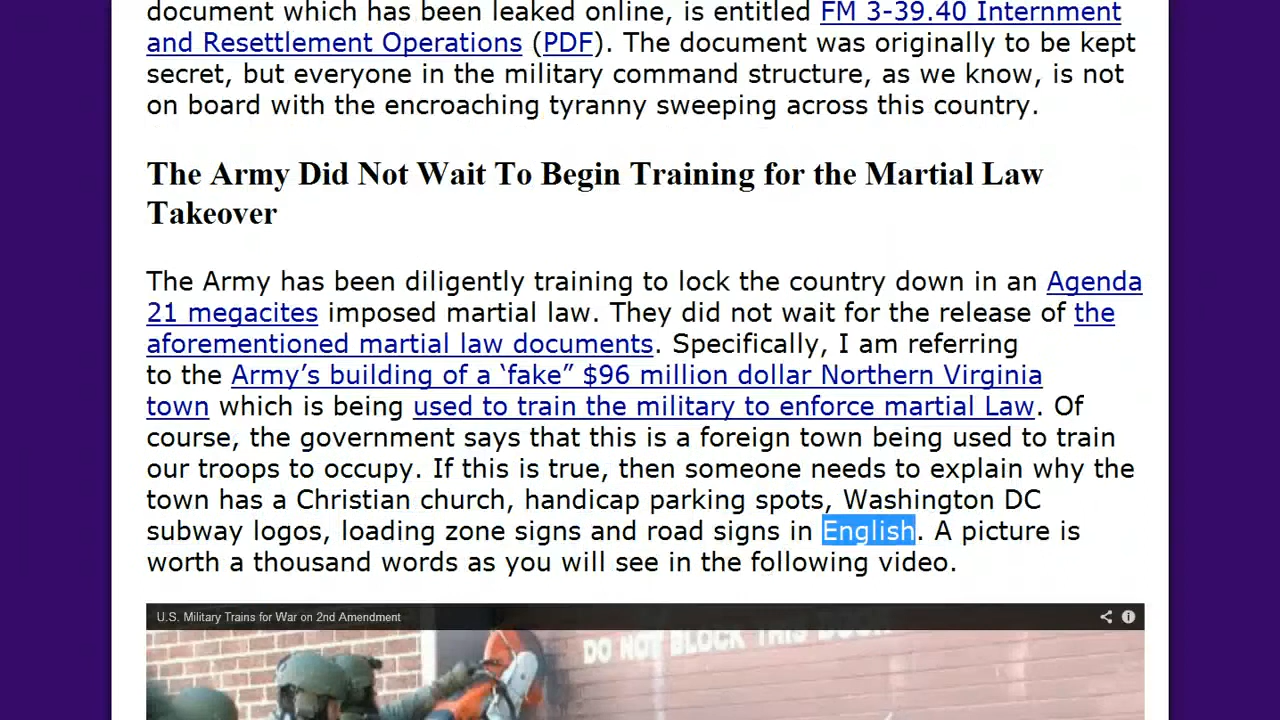 document which has been leaked online, is entitled FM 3-39.40 Internment
and Resettlement Operations (PDF). The document was originally to be kept
secret, but everyone in the military command structure, as we know, is not
on board with the encroaching tyranny sweeping across this country.
The Army Did Not Wait To Begin Training for the Martial Law
Takeover
The Army has been diligently training to lock the country down in an Agenda
21 megacites imposed martial law. They did not wait for the release of the
aforementioned martial law documents. Specifically, I am referring
to the Army’s building of a ‘fake” $96 million dollar Northern Virginia
town which is being used to train the military to enforce martial Law. Of
course, the government says that this is a foreign town being used to train
our troops to occupy. If this is true, then someone needs to explain why the
town has a Christian church, handicap parking spots, Washington DC
subway logos, loading zone signs and road signs in English. A picture is
worth a thousand words as you will see in the following video.
U.S. Military Trains for War on 2nd Amendment
DO NOT BLOCK THIS DOOR